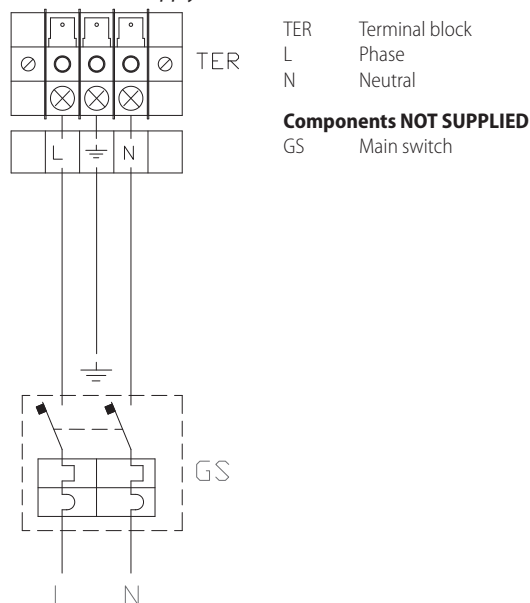 TER
TER Terminal block
L Phase
N Neutral
Components NOT SUPPLIED
GS Main switch
L N
GS
L N